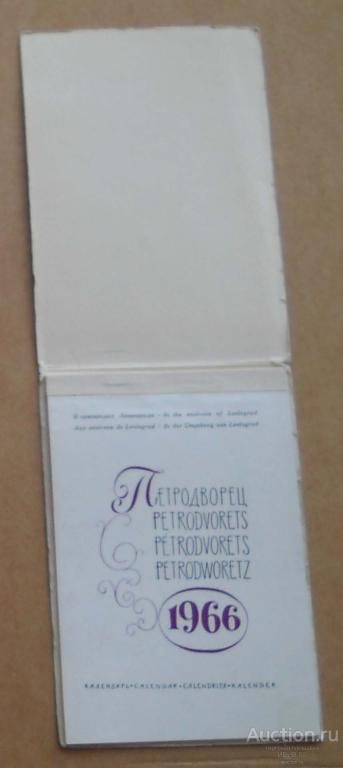 В окрестностях Ленинграда · In the environs of Leningrad
Aux environs de Leningrad · In der Umgebung von Leningrad
Петродворец
PETRODVORETS
PÉTRODVORETS
PETRODWORETZ
1966
КАЛЕНДАРЬ • CALENDAR • CALENDRIER • KALENDER
Auction.ru